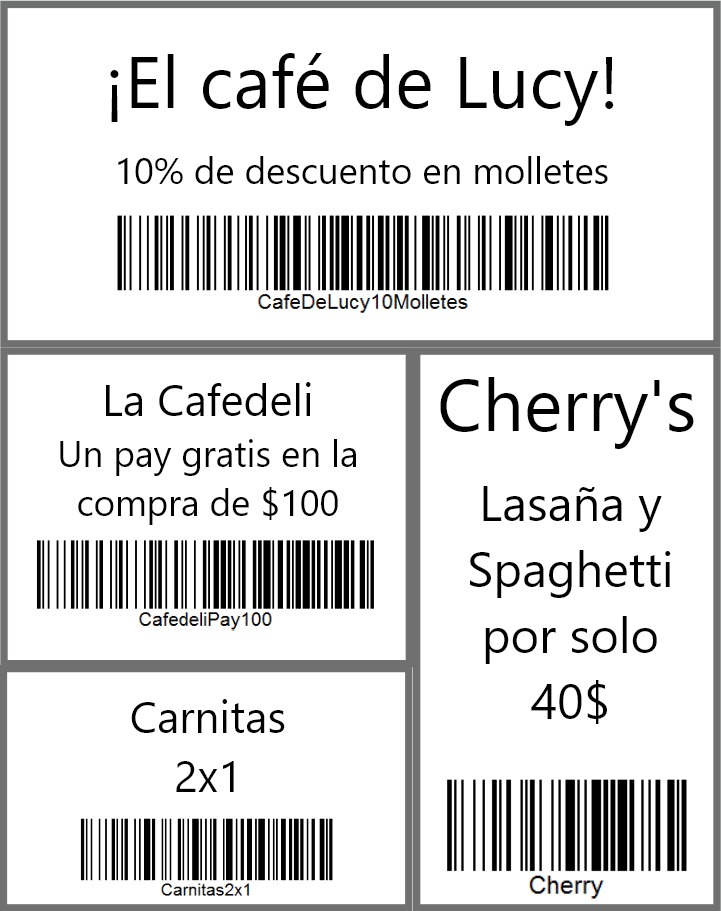 ¡El café de Lucy!
10% de descuento en molletes
CafeDeLucy10Molletes
La Cafedeli
Un pay gratis en la
compra de $100
CafedeliPay100
Carnitas
2x1
Carnitas2x1
Cherry's
Lasaña y
Spaghetti
por solo
40$
Cherry